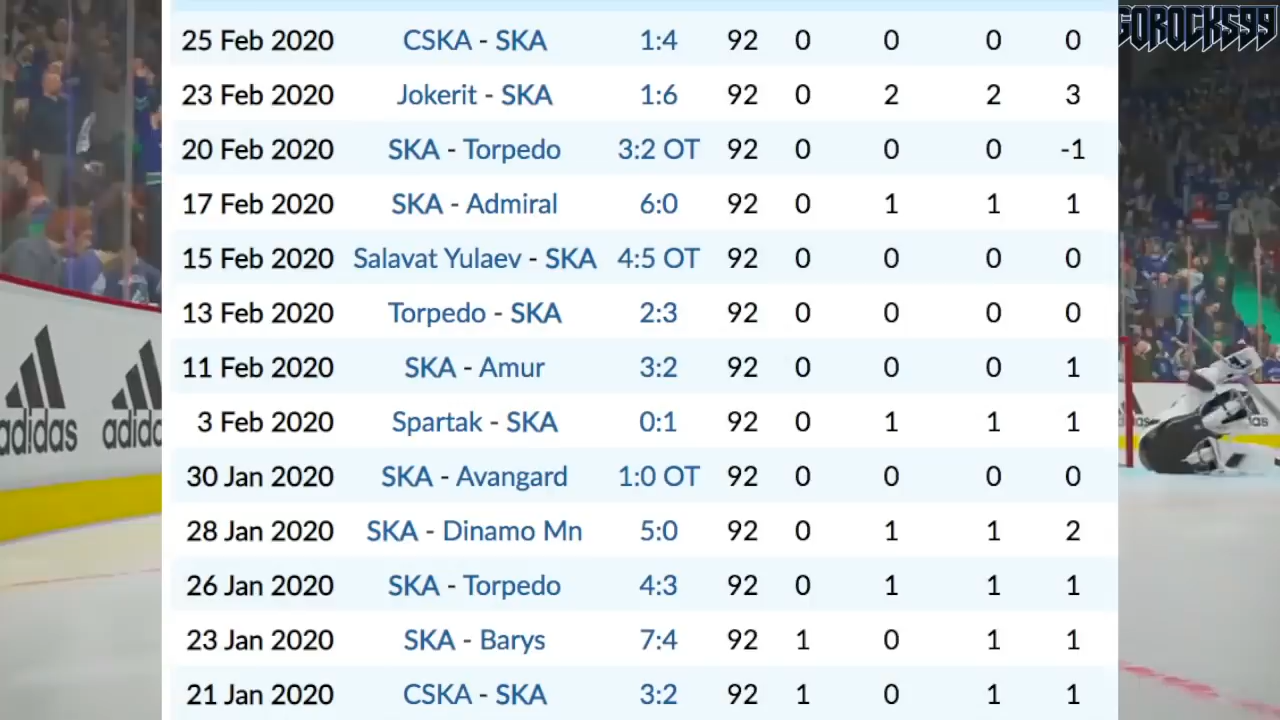 GOROCKS99
25 Feb 2020 CSKA - SKA 1:4 92 0 0 0 0
23 Feb 2020 Jokerit - SKA 1:6 92 0 2 2 3
20 Feb 2020 SKA - Torpedo 3:2 OT 92 0 0 0 -1
17 Feb 2020 SKA - Admiral 6:0 92 0 1 1 1
15 Feb 2020 Salavat Yulaev - SKA 4:5 OT 92 0 0 0 0
13 Feb 2020 Torpedo - SKA 2:3 92 0 0 0 0
11 Feb 2020 SKA - Amur 3:2 92 0 0 0 1
3 Feb 2020 Spartak - SKA 0:1 92 0 1 1 1
30 Jan 2020 SKA - Avangard 1:0 OT 92 0 0 0 0
28 Jan 2020 SKA - Dinamo Mn 5:0 92 0 1 1 2
26 Jan 2020 SKA - Torpedo 4:3 92 0 1 1 1
23 Jan 2020 SKA - Barys 7:4 92 1 0 1 1
21 Jan 2020 CSKA - SKA 3:2 92 1 0 1 1
adidas adida